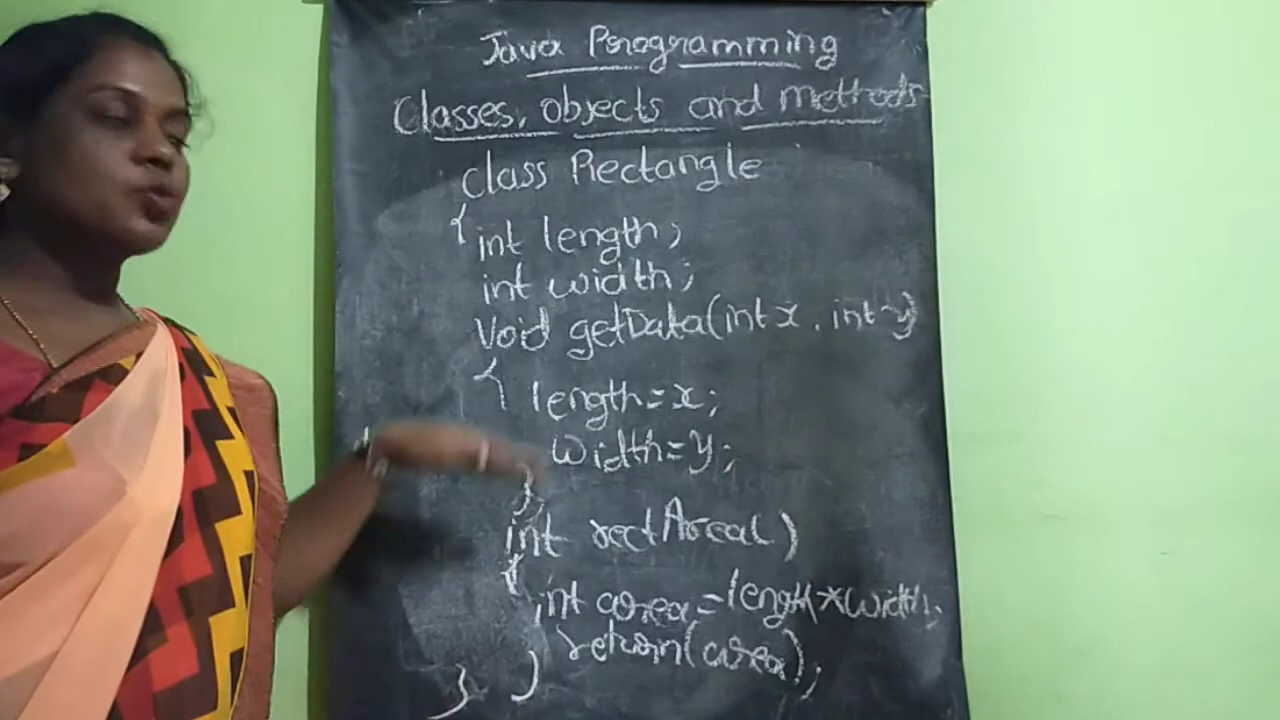 Java Programming
Classes, objects and methods
class Rectangle
{ int length;
int width;
Void getData(int x, int y)
{ length=x;
width=y;
}
int rectArea()
{
int area=length*width;
return(area);
}
}